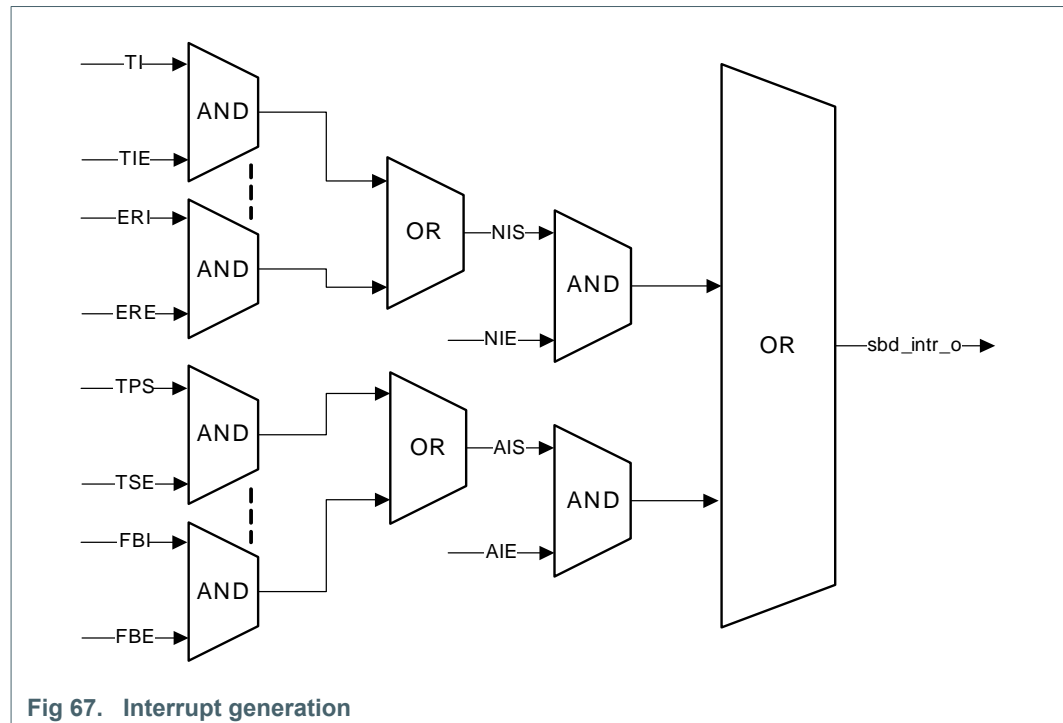 TI
AND
TIE
ERI
AND
ERE
OR
NIS
AND
NIE
TPS
AND
TSE
FBI
AND
FBE
OR
AIS
AND
AIE
OR
sbd_intr_o
Fig 67. Interrupt generation